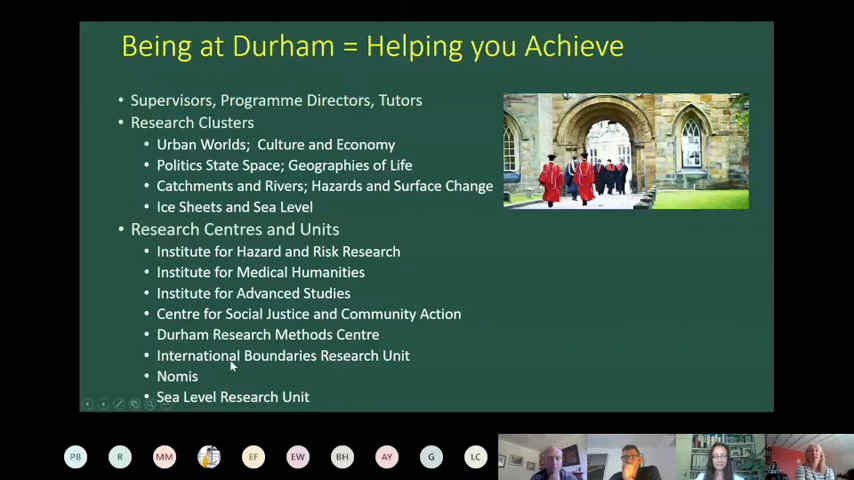 Being at Durham = Helping you Achieve
• Supervisors, Programme Directors, Tutors
• Research Clusters
• Urban Worlds; Culture and Economy
• Politics State Space; Geographies of Life
• Catchments and Rivers; Hazards and Surface Change
• Ice Sheets and Sea Level
• Research Centres and Units
• Institute for Hazard and Risk Research
• Institute for Medical Humanities
• Institute for Advanced Studies
• Centre for Social Justice and Community Action
• Durham Research Methods Centre
• International Boundaries Research Unit
• Nomis
• Sea Level Research Unit
PB R MM EF EW BH AY G LC